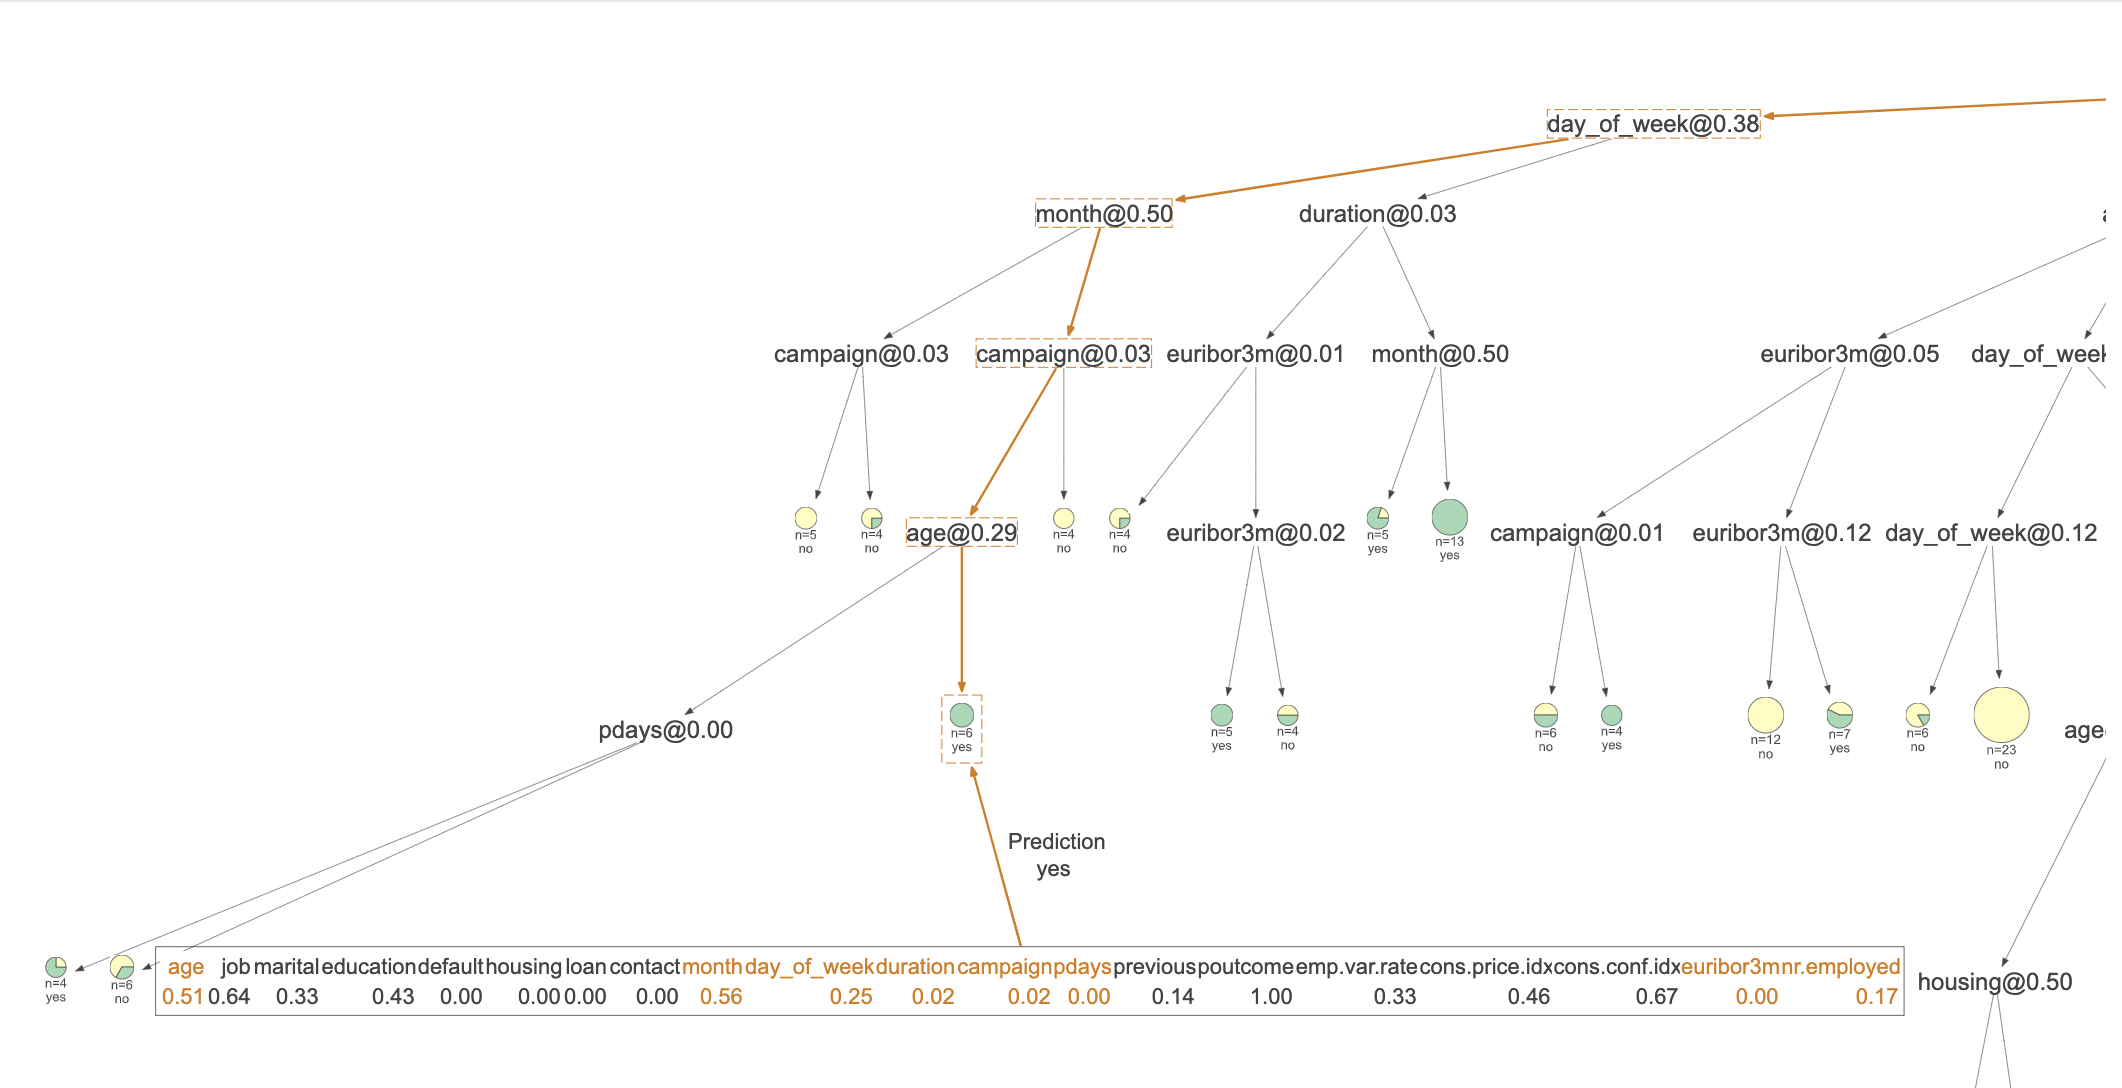 day_of_week@0.38
month@0.50
duration@0.03
campaign@0.03
campaign@0.03
euribor3m@0.01
month@0.50
euribor3m@0.05
day_of_week
n=5
no
n=4
no
age@0.29
n=4
no
n=4
no
euribor3m@0.02
n=5
yes
n=13
yes
campaign@0.01
euribor3m@0.12
day_of_week@0.12
pdays@0.00
n=6
yes
n=5
yes
n=4
no
n=6
no
n=4
yes
n=12
no
n=7
yes
n=6
no
n=23
no
age
Prediction
yes
n=4
yes
n=6
no
age job marital education default housing loan contact month day_of_week duration campaign pdays previous poutcome emp.var.rate cons.price.idx cons.conf.idx euribor3m nr.employed
0.51 0.64 0.33 0.43 0.00 0.00 0.00 0.00 0.56 0.25 0.02 0.02 0.00 0.14 1.00 0.33 0.46 0.67 0.00 0.17
housing@0.50